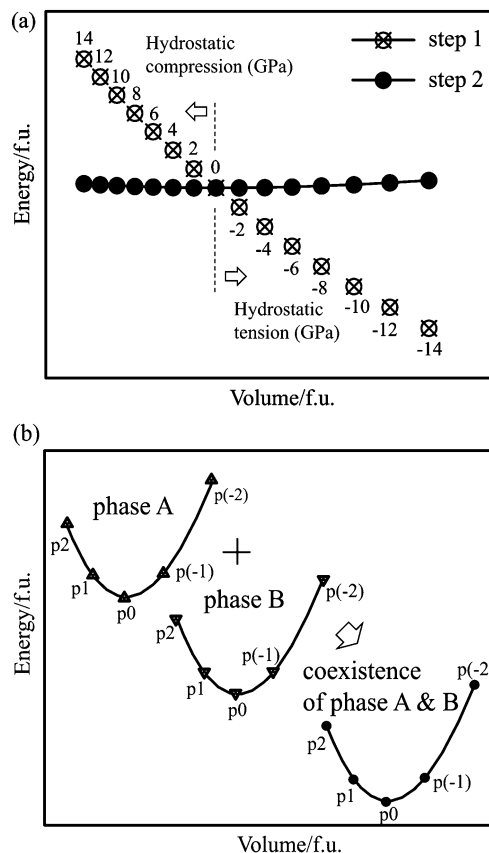 (a)
14
12
10
8
6
4
2
0
-2
-4
-6
-8
-10
-12
-14
Hydrostatic
compression (GPa)
step 1
step 2
Hydrostatic
tension (GPa)
Energy/f.u.
Volume/f.u.
(b)
phase A
p2
p1
p0
p(-1)
p(-2)
+
phase B
p2
p1
p0
p(-1)
p(-2)
coexistence
of phase A & B
p2
p1
p0
p(-1)
p(-2
Energy/f.u.
Volume/f.u.